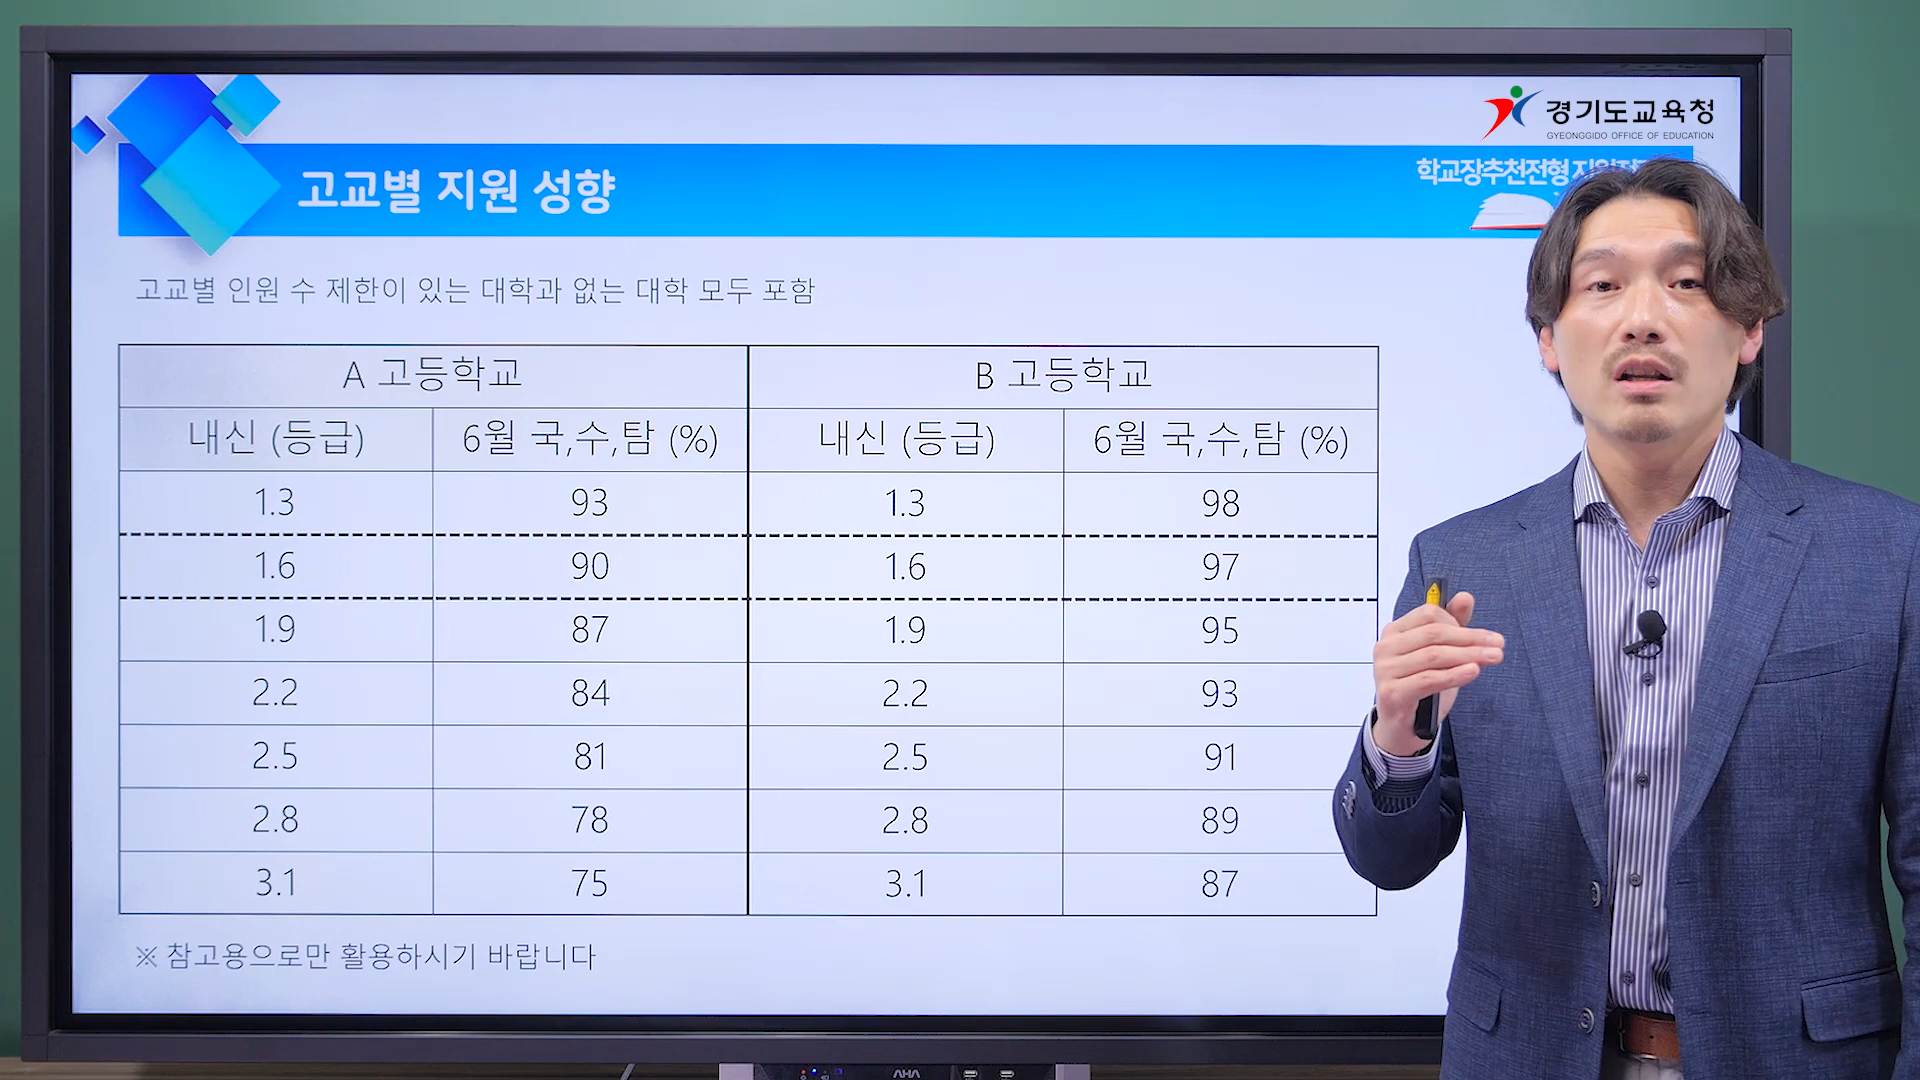 경기도교육청
GYEONGGIDO OFFICE OF EDUCATION
학교장추천전형
고교별 지원 성향
고교별 인원 수 제한이 있는 대학과 없는 대학 모두 포함
A 고등학교 B 고등학교
내신 (등급) 6월 국,수,탐 (%) 내신 (등급) 6월 국,수,탐 (%)
1.3 93 1.3 98
1.6 90 1.6 97
1.9 87 1.9 95
2.2 84 2.2 93
2.5 81 2.5 91
2.8 78 2.8 89
3.1 75 3.1 87
※ 참고용으로만 활용하시기 바랍니다
AHA